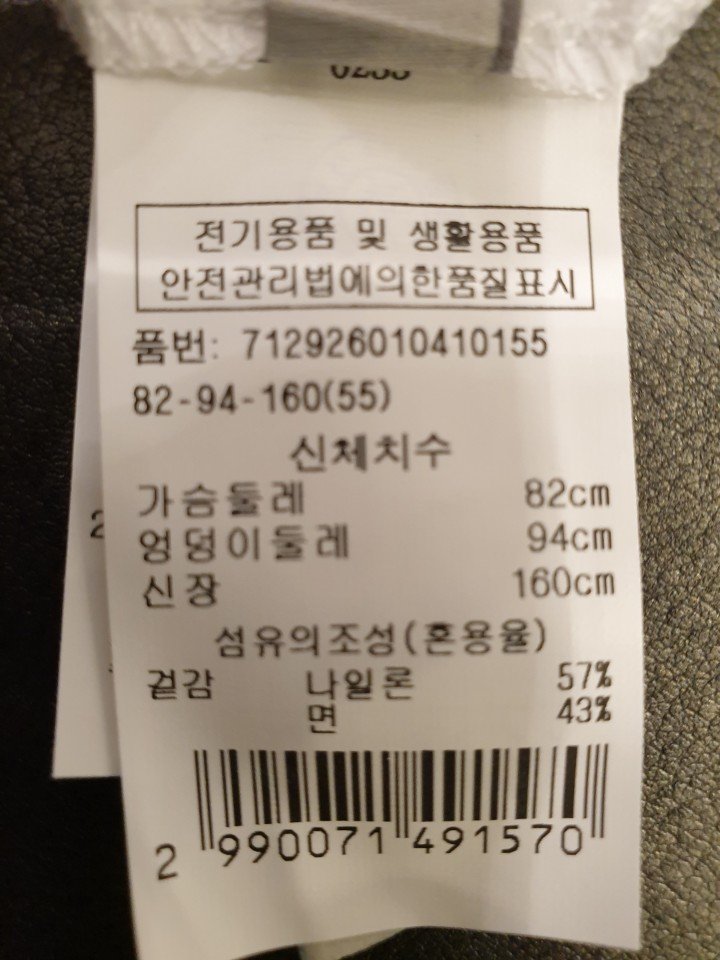 전기용품 및 생활용품
안전관리법에의한품질표시
품번: 712926010410155
82-94-160(55)
신체치수
가슴둘레 82cm
엉덩이둘레 94cm
신장 160cm
섬유의조성(혼용율)
겉감 나일론 57%
면 43%
2 990071 491570
2